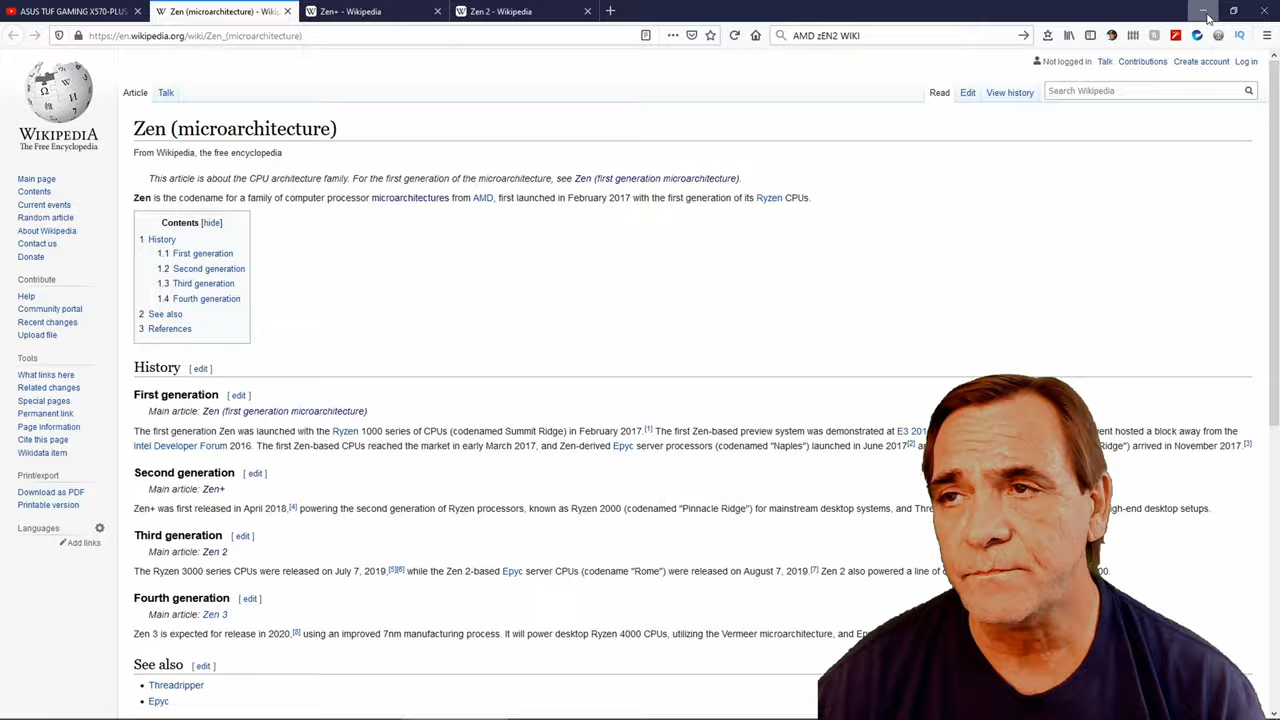 ASUS TUF GAMING X570-PLUS
Zen (microarchitecture) - Wiki
Zen+ - Wikipedia
Zen 2 - Wikipedia
https://en.wikipedia.org/wiki/Zen_(microarchitecture)
AMD zEN2 WIKI
Not logged in Talk Contributions Create account Log in
Article Talk
Read Edit View history
Search Wikipedia
WIKIPEDIA
The Free Encyclopedia
Main page
Contents
Current events
Random article
About Wikipedia
Contact us
Donate
Contribute
Help
Community portal
Recent changes
Upload file
Tools
What links here
Related changes
Special pages
Permanent link
Page information
Cite this page
Wikidata item
Print/export
Download as PDF
Printable version
Languages
Add links
Zen (microarchitecture)
From Wikipedia, the free encyclopedia
This article is about the CPU architecture family. For the first generation of the microarchitecture, see Zen (first generation microarchitecture).
Zen is the codename for a family of computer processor microarchitectures from AMD, first launched in February 2017 with the first generation of its Ryzen CPUs.
Contents [hide]
1 History
1.1 First generation
1.2 Second generation
1.3 Third generation
1.4 Fourth generation
2 See also
3 References
History [ edit ]
First generation [ edit ]
Main article: Zen (first generation microarchitecture)
The first generation Zen was launched with the Ryzen 1000 series of CPUs (codenamed Summit Ridge) in February 2017.[1] The first Zen-based preview system was demonstrated at E3 201 ent hosted a block away from the
Intel Developer Forum 2016. The first Zen-based CPUs reached the market in early March 2017, and Zen-derived Epyc server processors (codenamed "Naples") launched in June 2017[2] Ridge") arrived in November 2017.[3]
Second generation [ edit ]
Main article: Zen+
Zen+ was first released in April 2018,[4] powering the second generation of Ryzen processors, known as Ryzen 2000 (codenamed "Pinnacle Ridge") for mainstream desktop systems, and Thre igh-end desktop setups.
Third generation [ edit ]
Main article: Zen 2
The Ryzen 3000 series CPUs were released on July 7, 2019,[5][6] while the Zen 2-based Epyc server CPUs (codename "Rome") were released on August 7, 2019.[7] Zen 2 also powered a line of 00.
Fourth generation [ edit ]
Main article: Zen 3
Zen 3 is expected for release in 2020,[8] using an improved 7nm manufacturing process. It will power desktop Ryzen 4000 CPUs, utilizing the Vermeer microarchitecture, and Ep
See also [ edit ]
Threadripper
Epyc